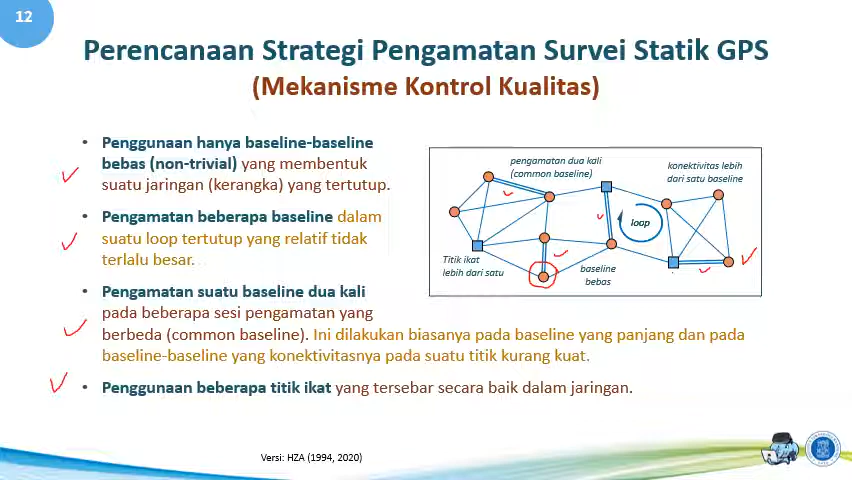 12
Perencanaan Strategi Pengamatan Survei Statik GPS
(Mekanisme Kontrol Kualitas)
• Penggunaan hanya baseline-baseline
bebas (non-trivial) yang membentuk
suatu jaringan (kerangka) yang tertutup.
• Pengamatan beberapa baseline dalam
suatu loop tertutup yang relatif tidak
terlalu besar.
• Pengamatan suatu baseline dua kali
pada beberapa sesi pengamatan yang
berbeda (common baseline). Ini dilakukan biasanya pada baseline yang panjang dan pada
baseline-baseline yang konektivitasnya pada suatu titik kurang kuat.
• Penggunaan beberapa titik ikat yang tersebar secara baik dalam jaringan.
pengamatan dua kali
(common baseline)
konektivitas lebih
dari satu baseline
loop
Titik ikat
lebih dari satu
baseline
bebas
Versi: HZA (1994, 2020)